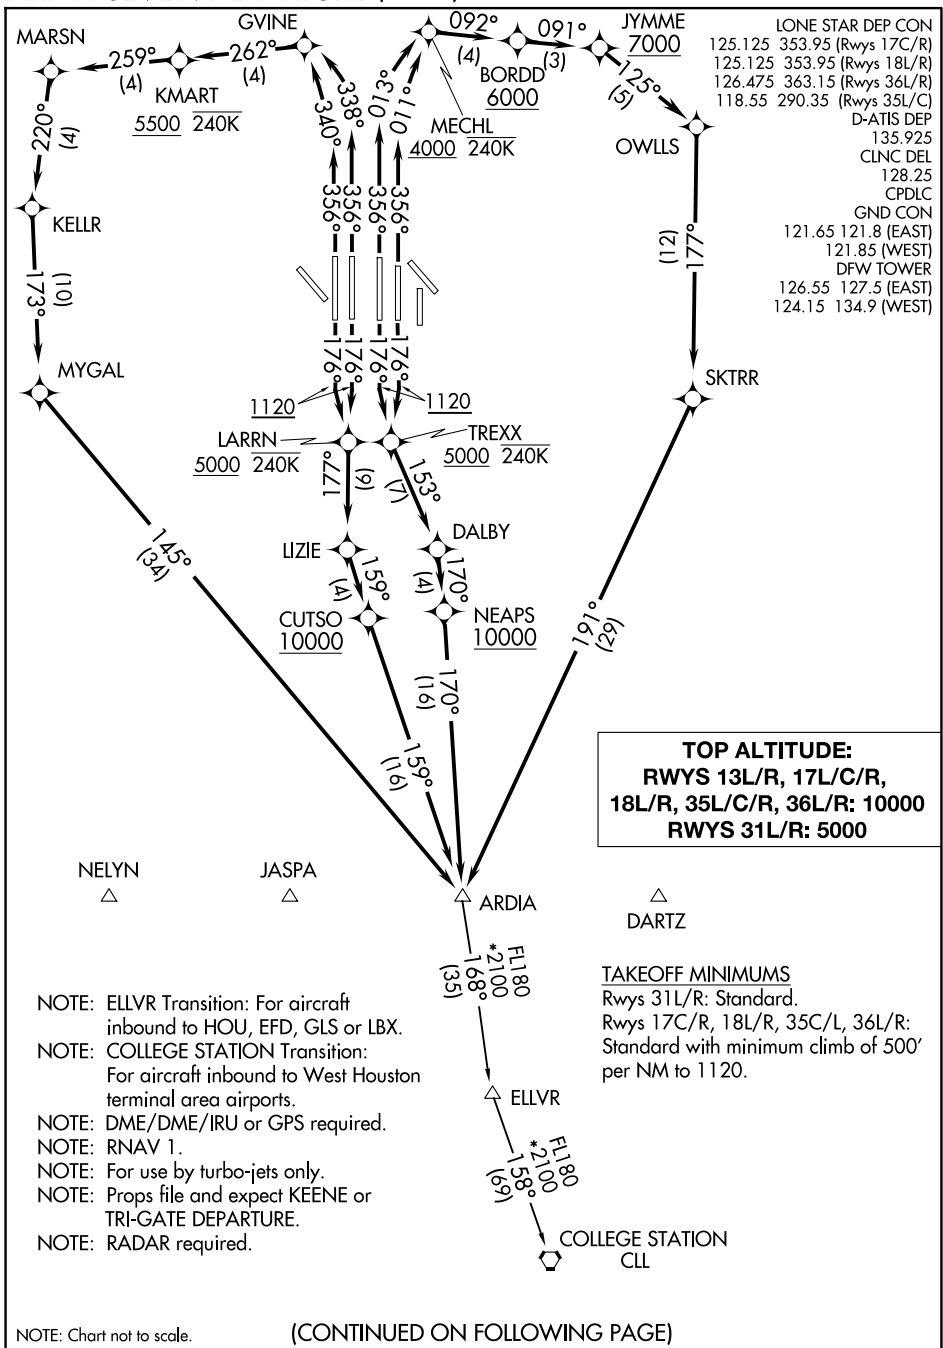 MARSN
GVINE
259°
(4)
262°
(4)
KMART
5500 240K
220°
(4)
KELLR
173°
(10)
MYGAL
340°
338°
013°
011°
356°
356°
356°
356°
092°
(4)
091°
(3)
JYMME
7000
BORDD
6000
MECHL
4000 240K
125°
(5)
OWLLS
177°
(12)
SKTRR
LONE STAR DEP CON
125.125 353.95 (Rwys 17C/R)
125.125 353.95 (Rwys 18L/R)
126.475 363.15 (Rwys 36L/R)
118.55 290.35 (Rwys 35L/C)
D-ATIS DEP
135.925
CLNC DEL
128.25
CPDLC
GND CON
121.65 121.8 (EAST)
121.85 (WEST)
DFW TOWER
126.55 127.5 (EAST)
124.15 134.9 (WEST)
176°
176°
176°
176°
1120
1120
LARRN
5000 240K
TREXX
5000 240K
177°
(9)
153°
(7)
LIZIE
DALBY
159°
(4)
170°
(4)
CUTSO
10000
NEAPS
10000
145°
(34)
159°
(16)
170°
(16)
191°
(29)
TOP ALTITUDE:
RWYS 13L/R, 17L/C/R,
18L/R, 35L/C/R, 36L/R: 10000
RWYS 31L/R: 5000
NELYN
JASPA
ARDIA
DARTZ
FL180
*2100
168°
(35)
TAKEOFF MINIMUMS
Rwys 31L/R: Standard.
Rwys 17C/R, 18L/R, 35C/L, 36L/R:
Standard with minimum climb of 500'
per NM to 1120.
NOTE: ELLVR Transition: For aircraft
inbound to HOU, EFD, GLS or LBX.
NOTE: COLLEGE STATION Transition:
For aircraft inbound to West Houston
terminal area airports.
NOTE: DME/DME/IRU or GPS required.
NOTE: RNAV 1.
NOTE: For use by turbo-jets only.
NOTE: Props file and expect KEENE or
TRI-GATE DEPARTURE.
NOTE: RADAR required.
ELLVR
FL180
*2100
158°
(69)
COLLEGE STATION
CLL
NOTE: Chart not to scale.
(CONTINUED ON FOLLOWING PAGE)